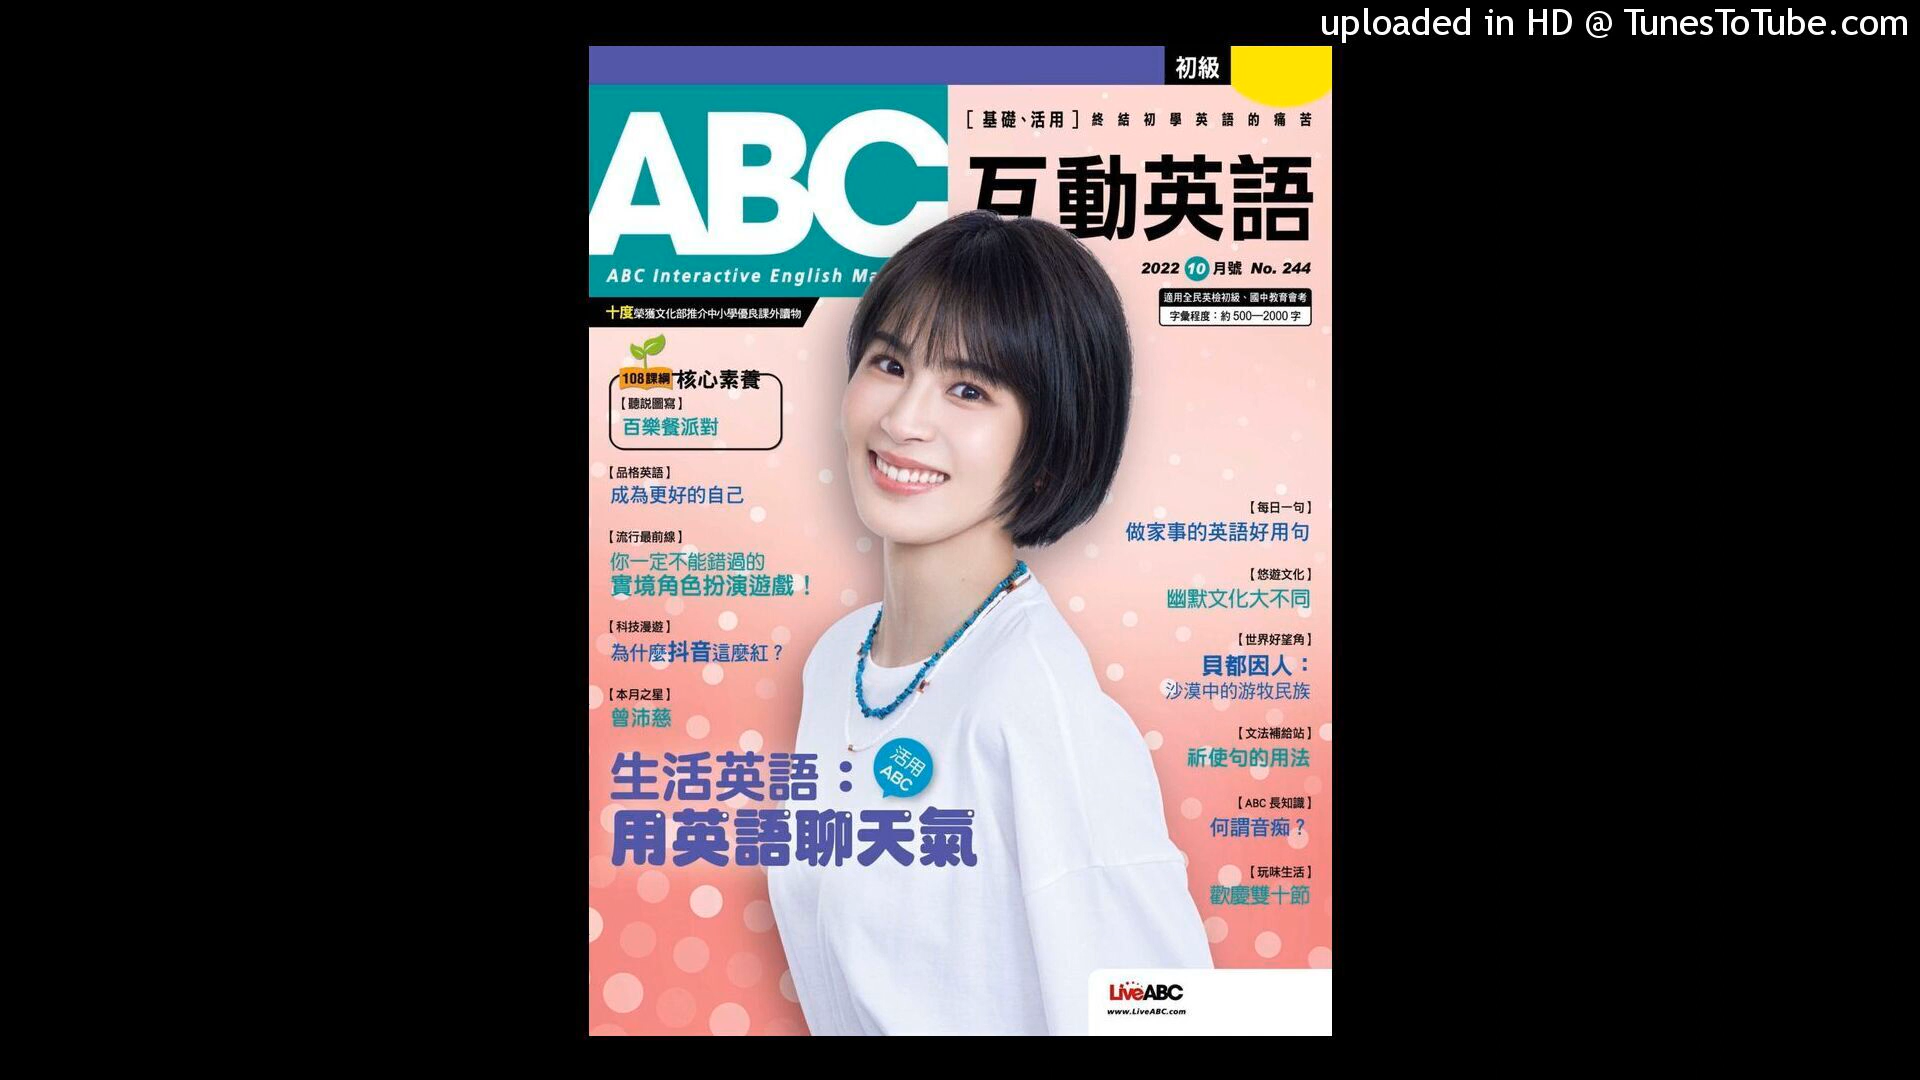 uploaded in HD @ TunesToTube.com
初級
ABC
ABC Interactive English Ma
十度榮獲文化部推介中小學優良課外讀物
[ 基礎、活用 ] 終結初學英語的痛苦
互動英語
2022 10 月號 No. 244
適用全民英檢初級、國中教育會考
字彙程度：約 500—2000 字
108課綱 核心素養
【聽說圖寫】
百樂餐派對
【品格英語】
成為更好的自己
【流行最前線】
你一定不能錯過的
實境角色扮演遊戲！
【科技漫遊】
為什麼抖音這麼紅？
【本月之星】
曾沛慈
生活英語：
活用
ABC
用英語聊天氣
【每日一句】
做家事的英語好用句
【悠遊文化】
幽默文化大不同
【世界好望角】
貝都因人：
沙漠中的游牧民族
【文法補給站】
祈使句的用法
【ABC 長知識】
何謂音痴？
【玩味生活】
歡慶雙十節
LiveABC
www.LiveABC.com